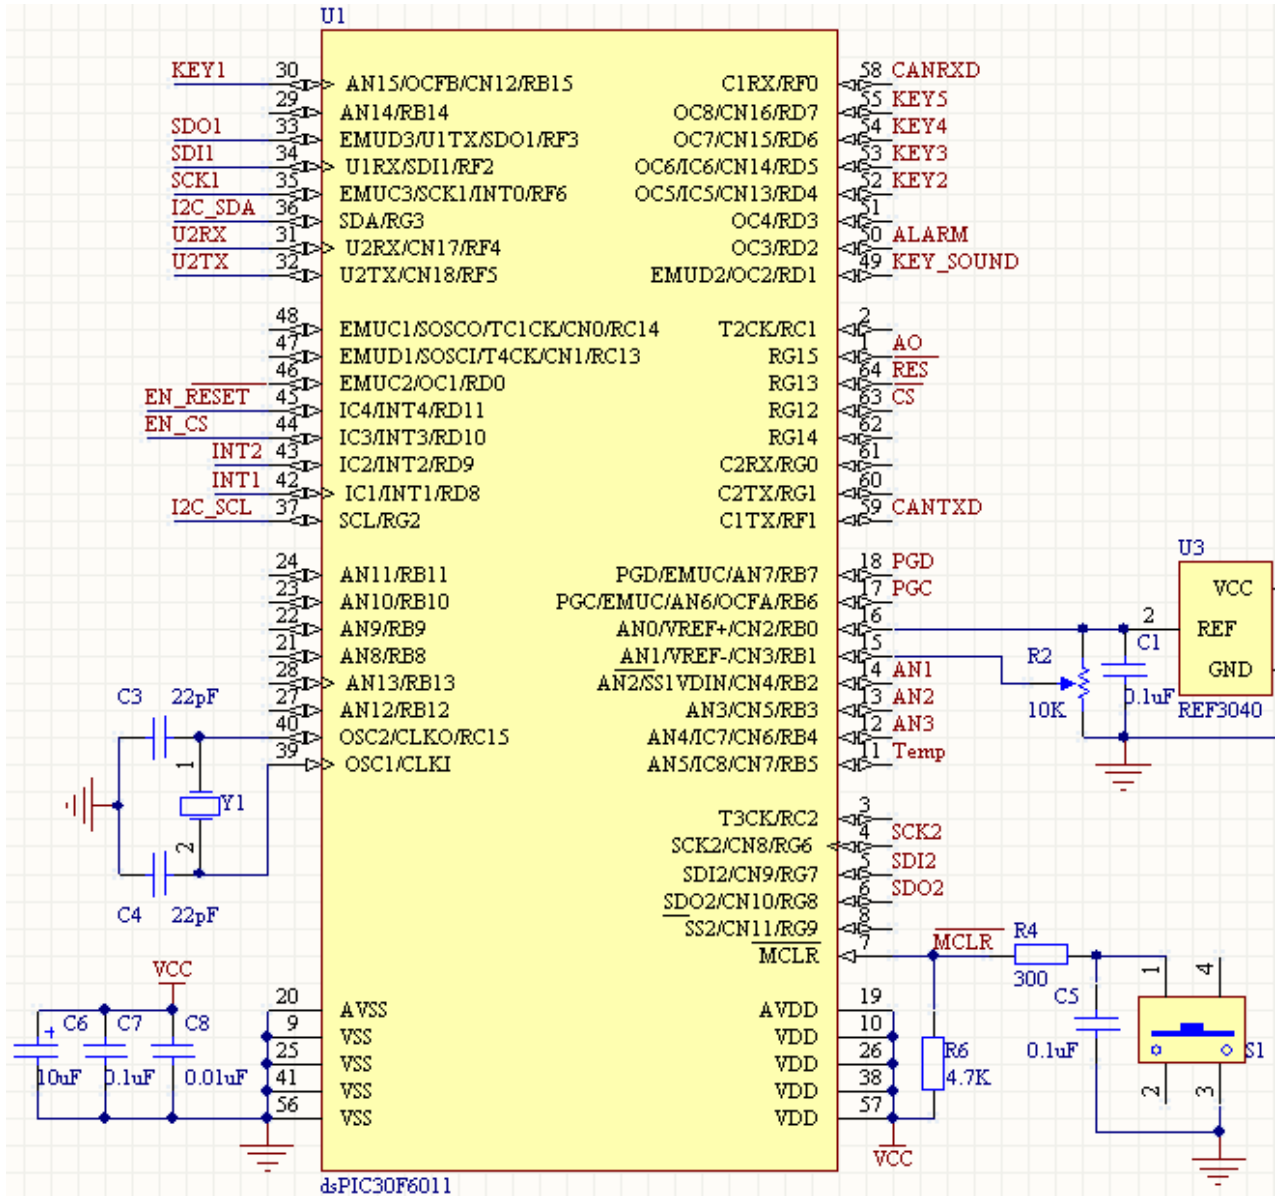 U1
KEY1 30 AN15/OCFB/CN12/RB15 C1RX/RF0 58 CANRXD
29 AN14/RB14 OC8/CN16/RD7 55 KEY5
SDO1 33 EMUD3/U1TX/SDO1/RF3 OC7/CN15/RD6 54 KEY4
SDI1 34 U1RX/SDI1/RF2 OC6/IC6/CN14/RD5 53 KEY3
SCK1 35 EMUC3/SCK1/INT0/RF6 OC5/IC5/CN13/RD4 52 KEY2
I2C_SDA 36 SDA/RG3 OC4/RD3 51
U2RX 31 U2RX/CN17/RF4 OC3/RD2 50 ALARM
U2TX 32 U2TX/CN18/RF5 EMUD2/OC2/RD1 49 KEY_SOUND
48 EMUC1/SOSCO/TC1CK/CN0/RC14 T2CK/RC1 2
47 EMUD1/SOSCI/T4CK/CN1/RC13 RG15 1 AO
46 EMUC2/OC1/RD0 RG13 64 RES
EN_RESET 45 IC4/INT4/RD11 RG12 63 CS
EN_CS 44 IC3/INT3/RD10 RG14 62
INT2 43 IC2/INT2/RD9 C2RX/RG0 61
INT1 42 IC1/INT1/RD8 C2TX/RG1 60
I2C_SCL 37 SCL/RG2 C1TX/RF1 59 CANTXD
U3
24 AN11/RB11 PGD/EMUC/AN7/RB7 18 PGD
VCC
23 AN10/RB10 PGC/EMUC/AN6/OCFA/RB6 17 PGC
22 AN9/RB9 AN0/VREF+/CN2/RB0 16 2 REF
21 AN8/RB8 AN1/VREF-/CN3/RB1 15 R2 C1
28 AN13/RB13 AN2/SS1VDIN/CN4/RB2 14 AN1 GND
C3 22pF 27 AN12/RB12 AN3/CN5/RB3 13 AN2 10K 0.1uF REF3040
40 OSC2/CLKO/RC15 AN4/IC7/CN6/RB4 12 AN3
1 39 OSC1/CLKI AN5/IC8/CN7/RB5 11 Temp
Y1
T3CK/RC2 3
2 SCK2/CN8/RG6 4 SCK2
SDI2/CN9/RG7 5 SDI2
SDO2/CN10/RG8 6 SDO2
C4 22pF SS2/CN11/RG9 8
MCLR 7 MCLR R4
300 1 4
VCC
20 AVSS AVDD 19 C5
C6 C7 C8 9 VSS VDD 10
+
10uF 0.1uF 0.01uF 25 VSS VDD 26 R6 0.1uF S1
41 VSS VDD 38 4.7K 2 3
56 VSS VDD 57
VCC
dsPIC30F6011